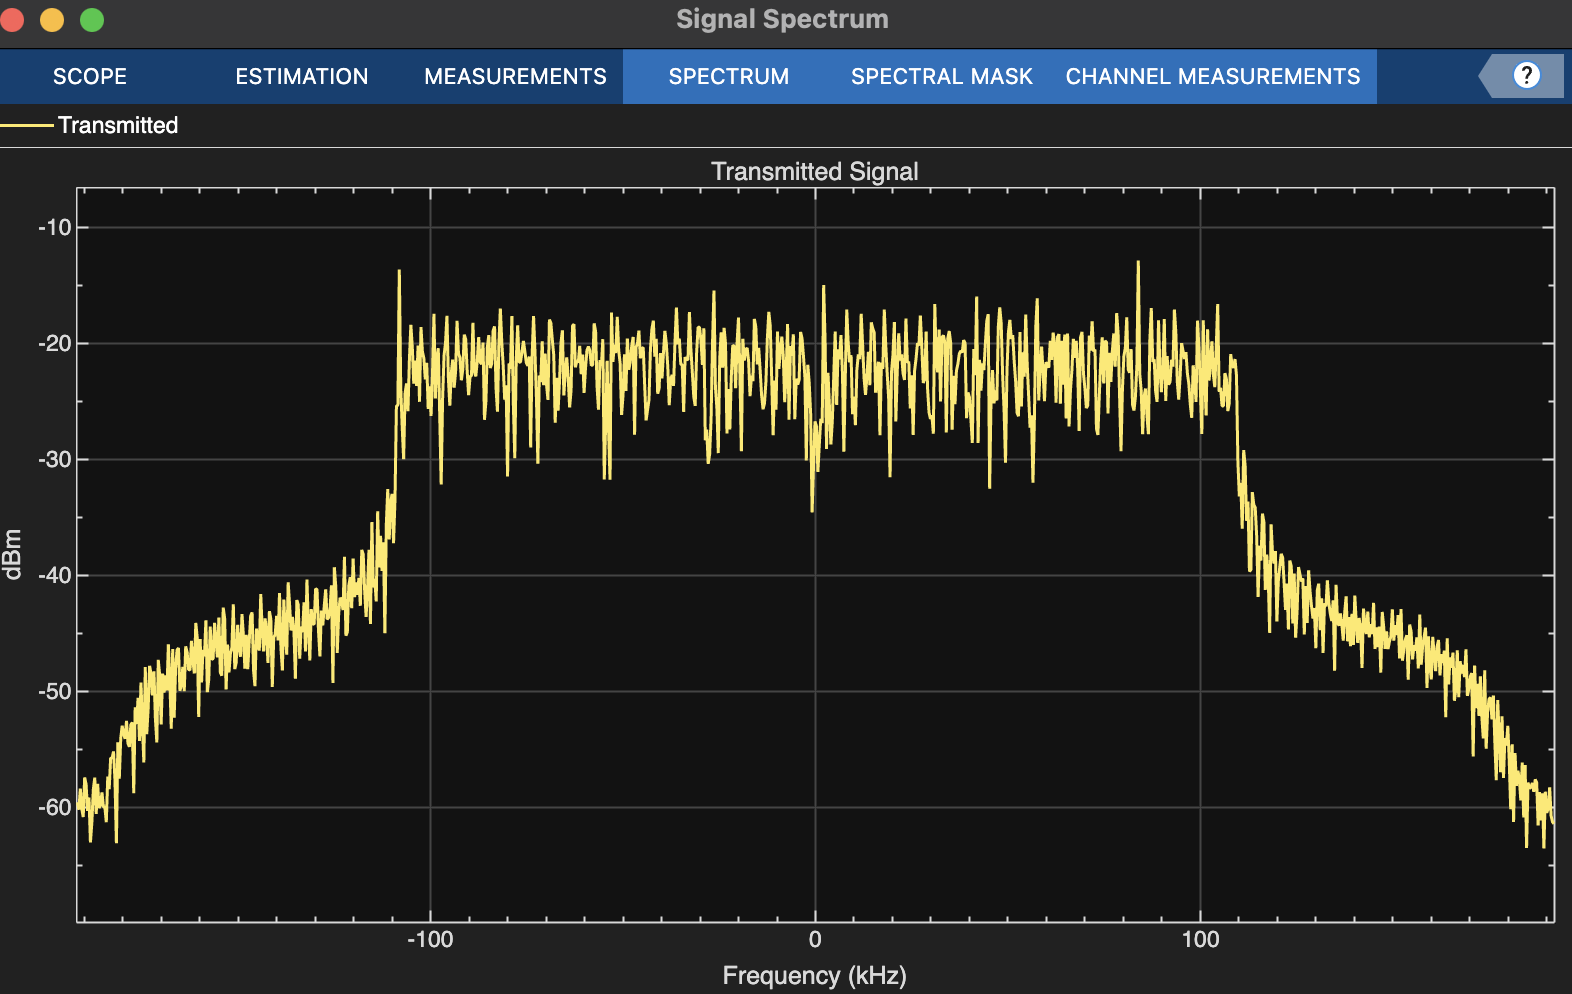 Signal Spectrum
SCOPE ESTIMATION MEASUREMENTS SPECTRUM SPECTRAL MASK CHANNEL MEASUREMENTS ?
Transmitted
Transmitted Signal
-10
-20
-30
-40
-50
-60
dBm
-100 0 100
Frequency (kHz)